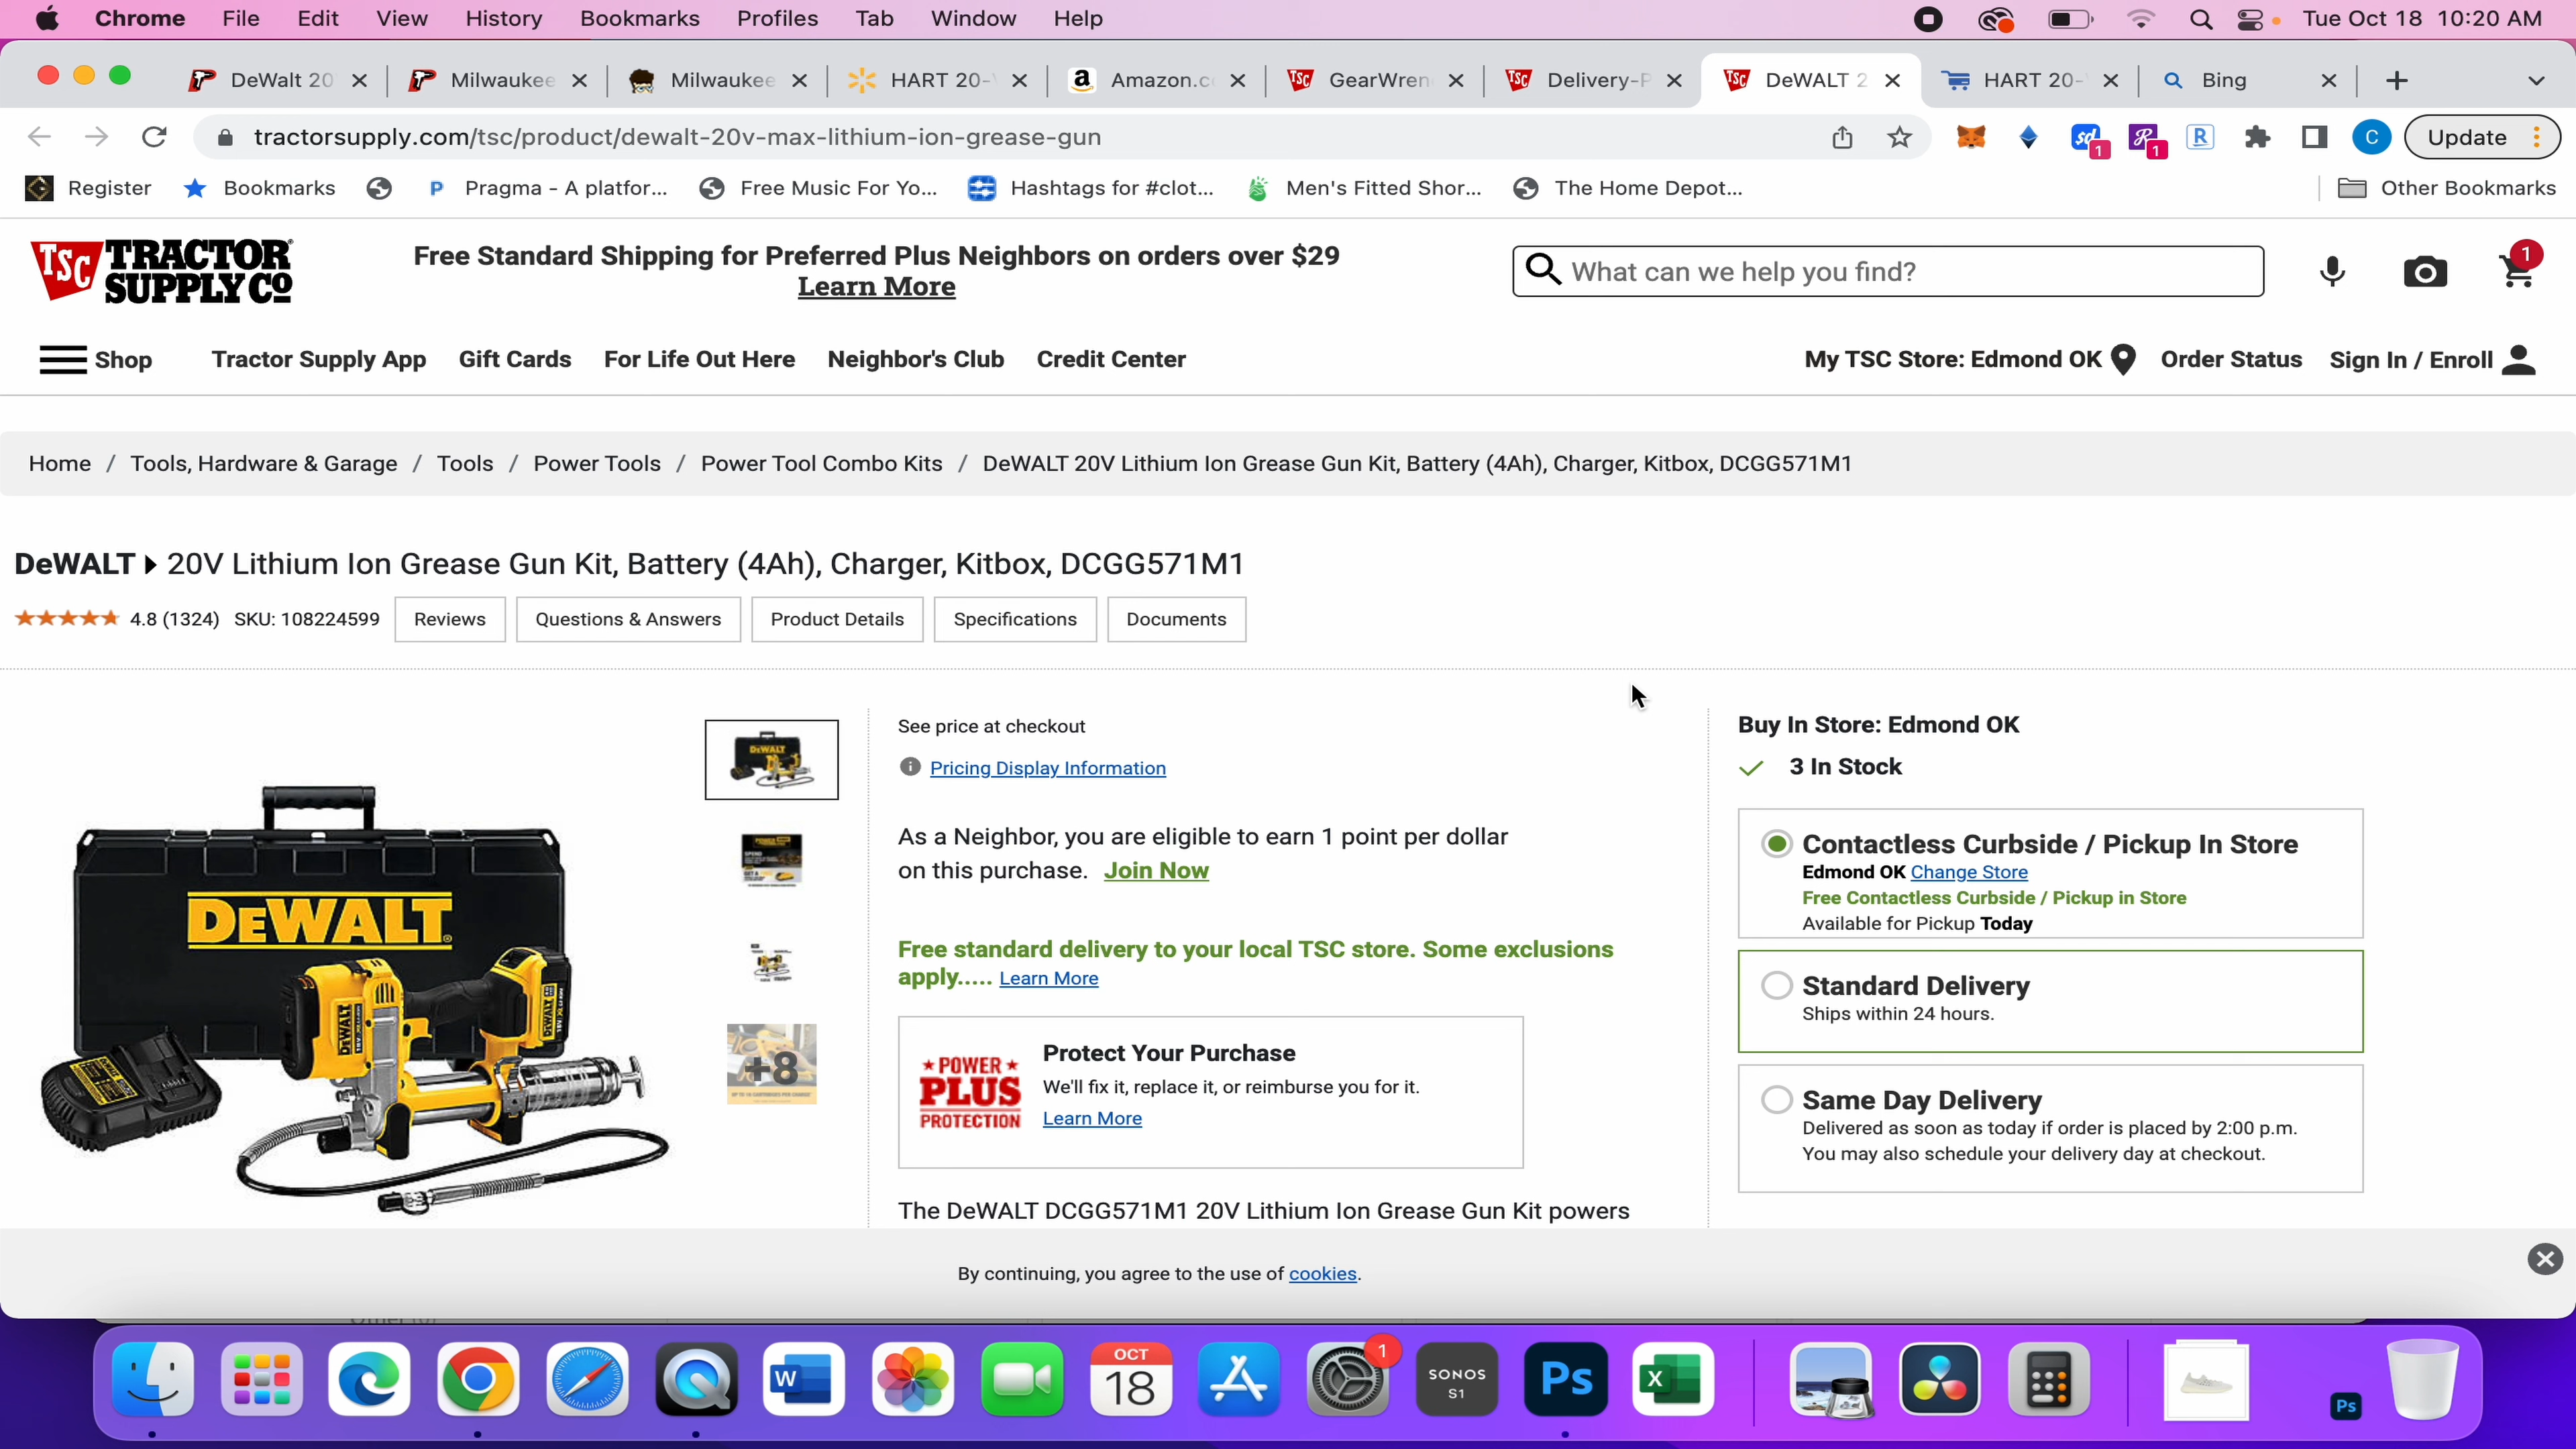 Chrome File Edit View History Bookmarks Profiles Tab Window Help Tue Oct 18 10:20 AM
DeWalt 20 Milwaukee Milwaukee HART 20- Amazon.c GearWren Delivery-P DeWALT 2 HART 20- Bing
tractorsupply.com/tsc/product/dewalt-20v-max-lithium-ion-grease-gun 1 1 C Update
Register Bookmarks Pragma - A platfor... Free Music For Yo... Hashtags for #clot... Men's Fitted Shor... The Home Depot... Other Bookmarks
TSC TRACTOR SUPPLY CO
Free Standard Shipping for Preferred Plus Neighbors on orders over $29
Learn More
What can we help you find?
1
Shop Tractor Supply App Gift Cards For Life Out Here Neighbor's Club Credit Center My TSC Store: Edmond OK Order Status Sign In / Enroll
Home / Tools, Hardware & Garage / Tools / Power Tools / Power Tool Combo Kits / DeWALT 20V Lithium Ion Grease Gun Kit, Battery (4Ah), Charger, Kitbox, DCGG571M1
DeWALT 20V Lithium Ion Grease Gun Kit, Battery (4Ah), Charger, Kitbox, DCGG571M1
4.8 (1324) SKU: 108224599 Reviews Questions & Answers Product Details Specifications Documents
DEWALT
DEWALT
+8
See price at checkout
Pricing Display Information
As a Neighbor, you are eligible to earn 1 point per dollar
on this purchase. Join Now
Free standard delivery to your local TSC store. Some exclusions
apply..... Learn More
POWER
PLUS
PROTECTION
Protect Your Purchase
We'll fix it, replace it, or reimburse you for it.
Learn More
The DeWALT DCGG571M1 20V Lithium Ion Grease Gun Kit powers
Buy In Store: Edmond OK
3 In Stock
Contactless Curbside / Pickup In Store
Edmond OK Change Store
Free Contactless Curbside / Pickup in Store
Available for Pickup Today
Standard Delivery
Ships within 24 hours.
Same Day Delivery
Delivered as soon as today if order is placed by 2:00 p.m.
You may also schedule your delivery day at checkout.
By continuing, you agree to the use of cookies.
W OCT 18 1 SONOS S1 Ps X Ps